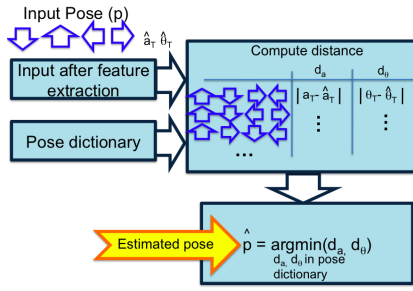 Input Pose (p)
â_T θ̂_T
Input after feature
extraction
Pose dictionary
Compute distance
d_a d_θ
| a_T - â_T | | θ_T - θ̂_T |
⋮ ⋮
...
Estimated pose
p̂ = argmin(d_a, d_θ)
d_a, d_θ in pose
dictionary